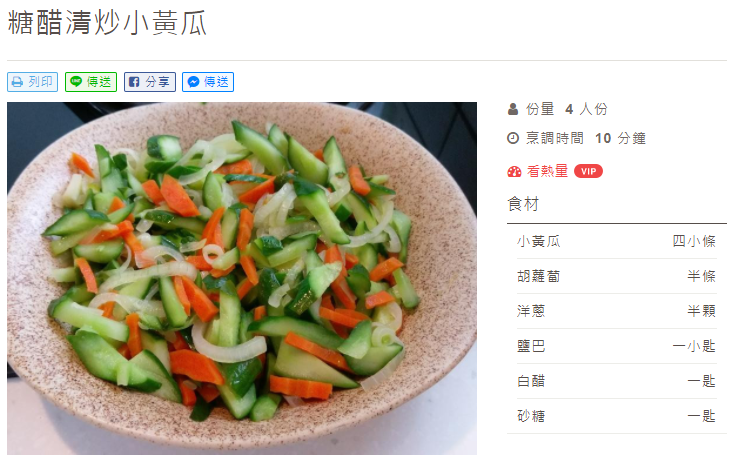 糖醋清炒小黃瓜
列印 傳送 分享 傳送
份量 4 人份
烹調時間 10 分鐘
看熱量 VIP
食材
小黃瓜 四小條
胡蘿蔔 半條
洋蔥 半顆
鹽巴 一小匙
白醋 一匙
砂糖 一匙